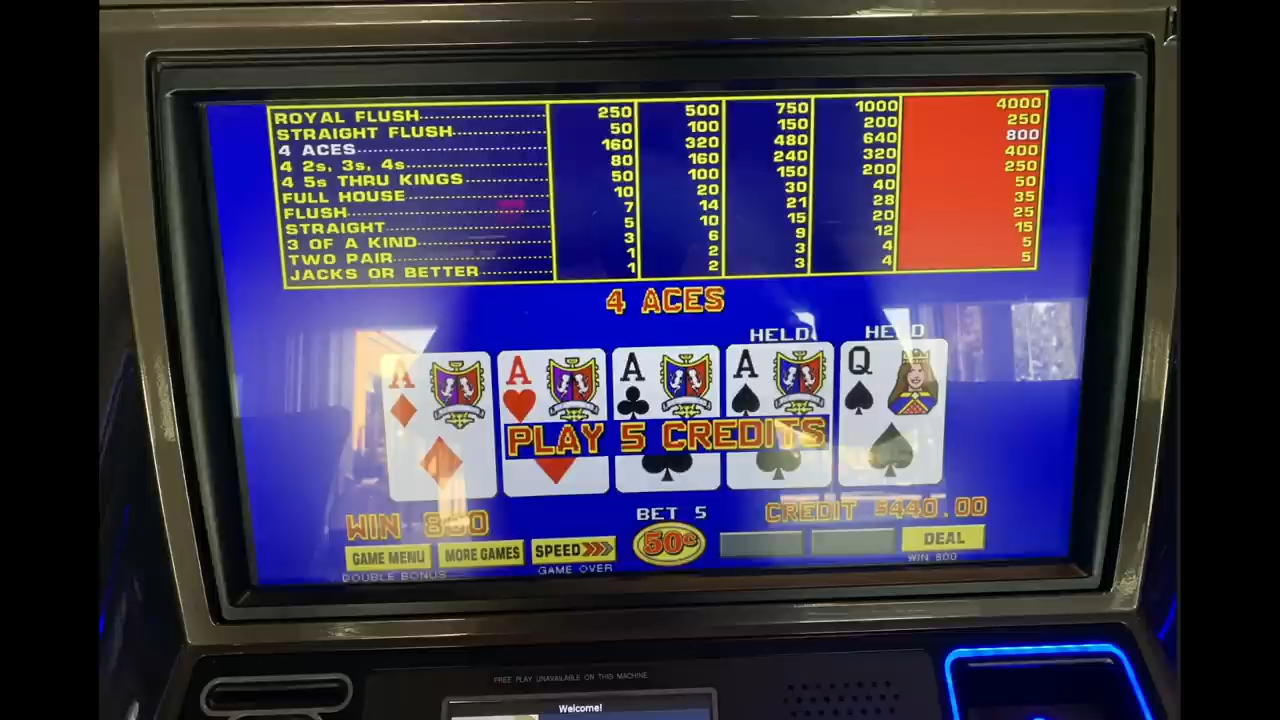 ROYAL FLUSH 250 500 750 1000 4000
STRAIGHT FLUSH 50 100 150 200 250
4 ACES 160 320 480 640 800
4 2s, 3s, 4s 80 160 240 320 400
4 5s THRU KINGS 50 100 150 200 250
FULL HOUSE 10 20 30 40 50
FLUSH 7 14 21 28 35
STRAIGHT 5 10 15 20 25
3 OF A KIND 3 6 9 12 15
TWO PAIR 1 2 3 4 5
JACKS OR BETTER 1 2 3 4 5
4 ACES
HELD HELD
A A A A Q
PLAY 5 CREDITS
WIN 800 BET 5 CREDIT $440.00
GAME MENU MORE GAMES SPEED 50¢ DEAL
DOUBLE BONUS GAME OVER WIN 800
FREE PLAY UNAVAILABLE ON THIS MACHINE
Welcome!